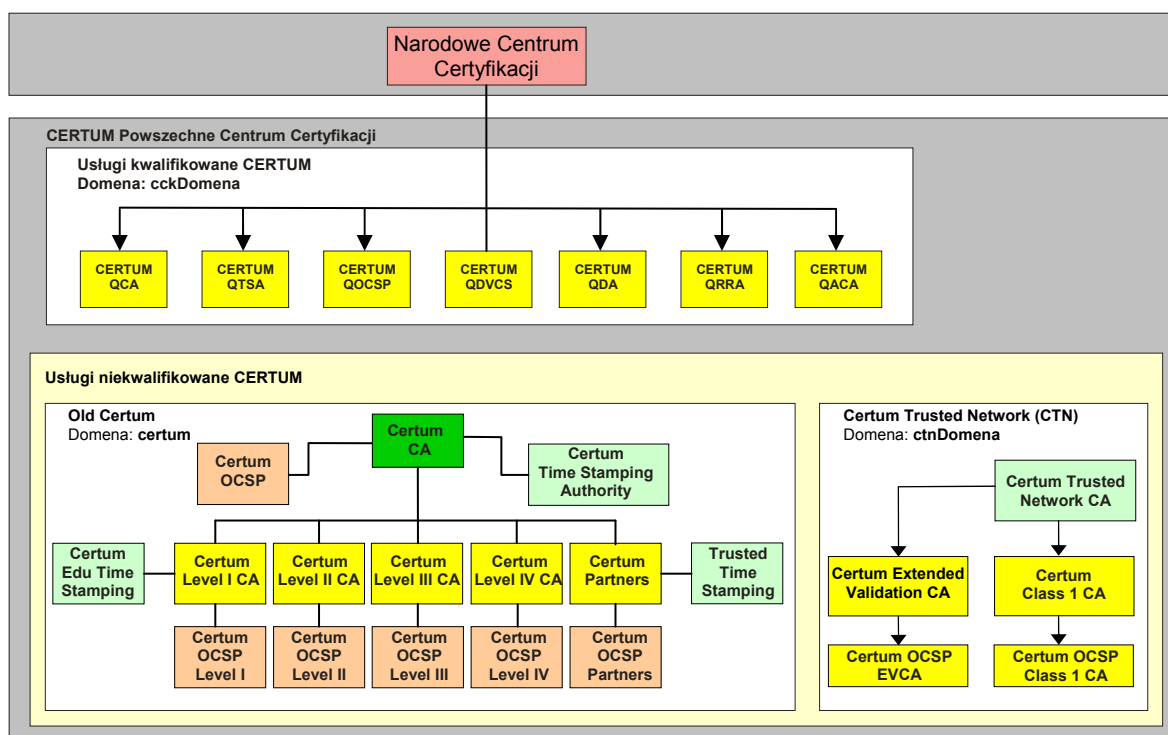 Narodowe Centrum
Certyfikacji
CERTUM Powszechne Centrum Certyfikacji
Usługi kwalifikowane CERTUM
Domena: cckDomena
CERTUM
QCA
CERTUM
QTSA
CERTUM
QOCSP
CERTUM
QDVCS
CERTUM
QDA
CERTUM
QRRA
CERTUM
QACA
Usługi niekwalifikowane CERTUM
Old Certum
Domena: certum
Certum
CA
Certum
OCSP
Certum
Time Stamping
Authority
Certum
Edu Time
Stamping
Certum
Level I CA
Certum
Level II CA
Certum
Level III CA
Certum
Level IV CA
Certum
Partners
Trusted
Time
Stamping
Certum
OCSP
Level I
Certum
OCSP
Level II
Certum
OCSP
Level III
Certum
OCSP
Level IV
Certum
OCSP
Partners
Certum Trusted Network (CTN)
Domena: ctnDomena
Certum Trusted
Network CA
Certum Extended
Validation CA
Certum
Class 1 CA
Certum OCSP
EVCA
Certum OCSP
Class 1 CA